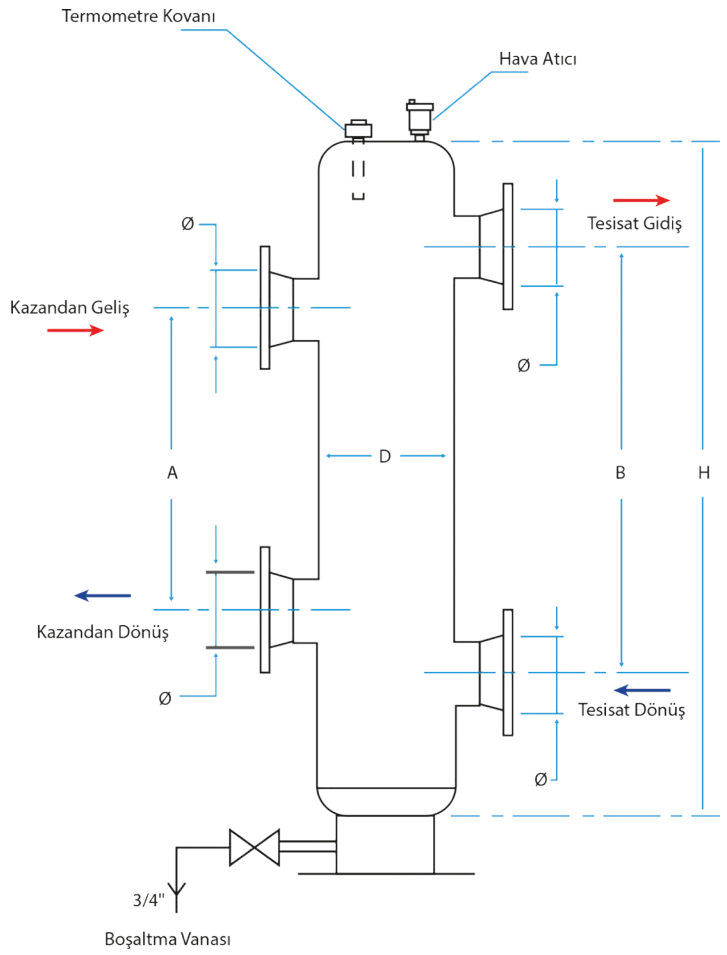 Termometre Kovanı
Hava Atıcı
Ø
Tesisat Gidiş
Kazandan Geliş
Ø
D
A
B
H
Kazandan Dönüş
Ø
Tesisat Dönüş
Ø
3/4"
Boşaltma Vanası